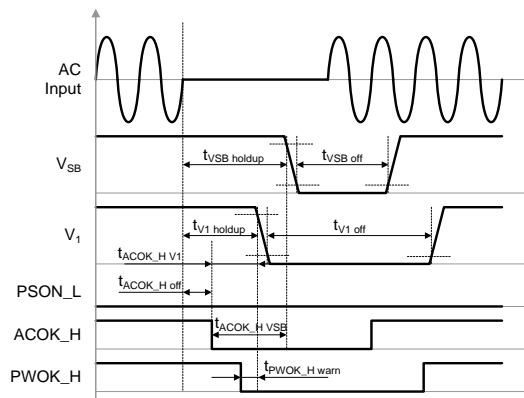 AC
Input
VSB
tVSB holdup
tVSB off
V1
tV1 holdup
tV1 off
tACOK_H V1
tACOK_H off
PSON_L
ACOK_H
tACOK_H VSB
PWOK_H
tPWOK_H warn